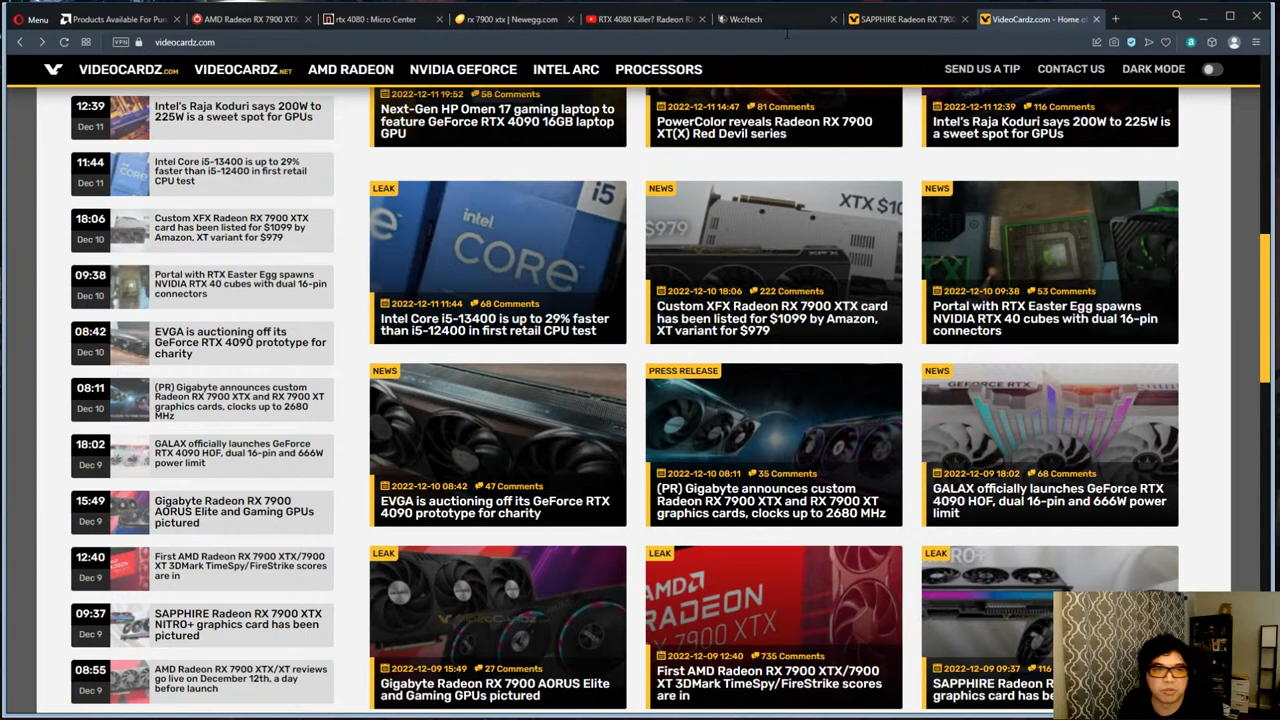 Menu
Products Available For Pur
AMD Radeon RX 7900 XT
rtx 4080 : Micro Center
rx 7900 xtx | Newegg.com
RTX 4080 Killer? Radeon R
Wccftech
SAPPHIRE Radeon RX 790
VideoCardz.com - Home o
VPN
videocardz.com
VIDEOCARDZ.COM
VIDEOCARDZ.NET
AMD RADEON
NVIDIA GEFORCE
INTEL ARC
PROCESSORS
SEND US A TIP
CONTACT US
DARK MODE
12:39
Dec 11
Intel's Raja Koduri says 200W to
225W is a sweet spot for GPUs
11:44
Dec 11
Intel Core i5-13400 is up to 29%
faster than i5-12400 in first retail
CPU test
18:06
Dec 10
Custom XFX Radeon RX 7900 XTX
card has been listed for $1099 by
Amazon, XT variant for $979
09:38
Dec 10
Portal with RTX Easter Egg spawns
NVIDIA RTX 40 cubes with dual 16-pin
connectors
08:42
Dec 10
EVGA is auctioning off its
GeForce RTX 4090 prototype for
charity
08:11
Dec 10
(PR) Gigabyte announces custom
Radeon RX 7900 XTX and RX 7900 XT
graphics cards, clocks up to 2680
MHz
18:02
Dec 9
GALAX officially launches GeForce
RTX 4090 HOF, dual 16-pin and 666W
power limit
15:49
Dec 9
Gigabyte Radeon RX 7900
AORUS Elite and Gaming GPUs
pictured
12:40
Dec 9
First AMD Radeon RX 7900 XTX/7900
XT 3DMark TimeSpy/FireStrike scores
are in
09:37
Dec 9
SAPPHIRE Radeon RX 7900 XTX
NITRO+ graphics card has been
pictured
08:55
Dec 9
AMD Radeon RX 7900 XTX/XT reviews
go live on December 12th, a day
before launch
2022-12-11 19:52 58 Comments
Next-Gen HP Omen 17 gaming laptop to
feature GeForce RTX 4090 16GB laptop
GPU
2022-12-11 14:47 81 Comments
PowerColor reveals Radeon RX 7900
XT(X) Red Devil series
2022-12-11 12:39 116 Comments
Intel's Raja Koduri says 200W to 225W is
a sweet spot for GPUs
LEAK
i5
intel
CORE
2022-12-11 11:44 68 Comments
Intel Core i5-13400 is up to 29% faster
than i5-12400 in first retail CPU test
NEWS
XTX $10
$979
2022-12-10 18:06 222 Comments
Custom XFX Radeon RX 7900 XTX card
has been listed for $1099 by Amazon,
XT variant for $979
NEWS
2022-12-10 09:38 53 Comments
Portal with RTX Easter Egg spawns
NVIDIA RTX 40 cubes with dual 16-pin
connectors
NEWS
2022-12-10 08:42 47 Comments
EVGA is auctioning off its GeForce RTX
4090 prototype for charity
PRESS RELEASE
2022-12-10 08:11 35 Comments
(PR) Gigabyte announces custom
Radeon RX 7900 XTX and RX 7900 XT
graphics cards, clocks up to 2680 MHz
NEWS
GEFORCE RTX
2022-12-09 18:02 68 Comments
GALAX officially launches GeForce RTX
4090 HOF, dual 16-pin and 666W power
limit
LEAK
VIDEOCARDZ
2022-12-09 15:49 27 Comments
Gigabyte Radeon RX 7900 AORUS Elite
and Gaming GPUs pictured
LEAK
AMD
RADEON
RX 7900 XTX
2022-12-09 12:40 735 Comments
First AMD Radeon RX 7900 XTX/7900
XT 3DMark TimeSpy/FireStrike scores
are in
LEAK
2022-12-09 09:37 116
SAPPHIRE Rade
graphics card has be